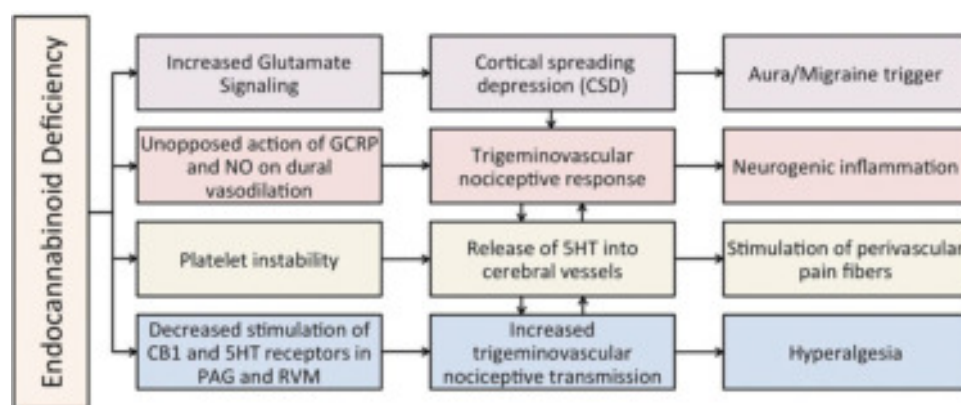 Endocannabinoid Deficiency
Increased Glutamate
Signaling
Cortical spreading
depression (CSD)
Aura/Migraine trigger
Unopposed action of GCRP
and NO on dural
vasodilation
Trigeminovascular
nociceptive response
Neurogenic inflammation
Platelet instability
Release of 5HT into
cerebral vessels
Stimulation of perivascular
pain fibers
Decreased stimulation of
CB1 and 5HT receptors in
PAG and RVM
Increased
trigeminovascular
nociceptive transmission
Hyperalgesia